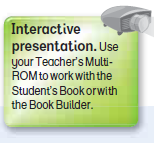 Interactive
presentation. Use
your Teacher's Multi-
ROM to work with the
Student's Book or with
the Book Builder.